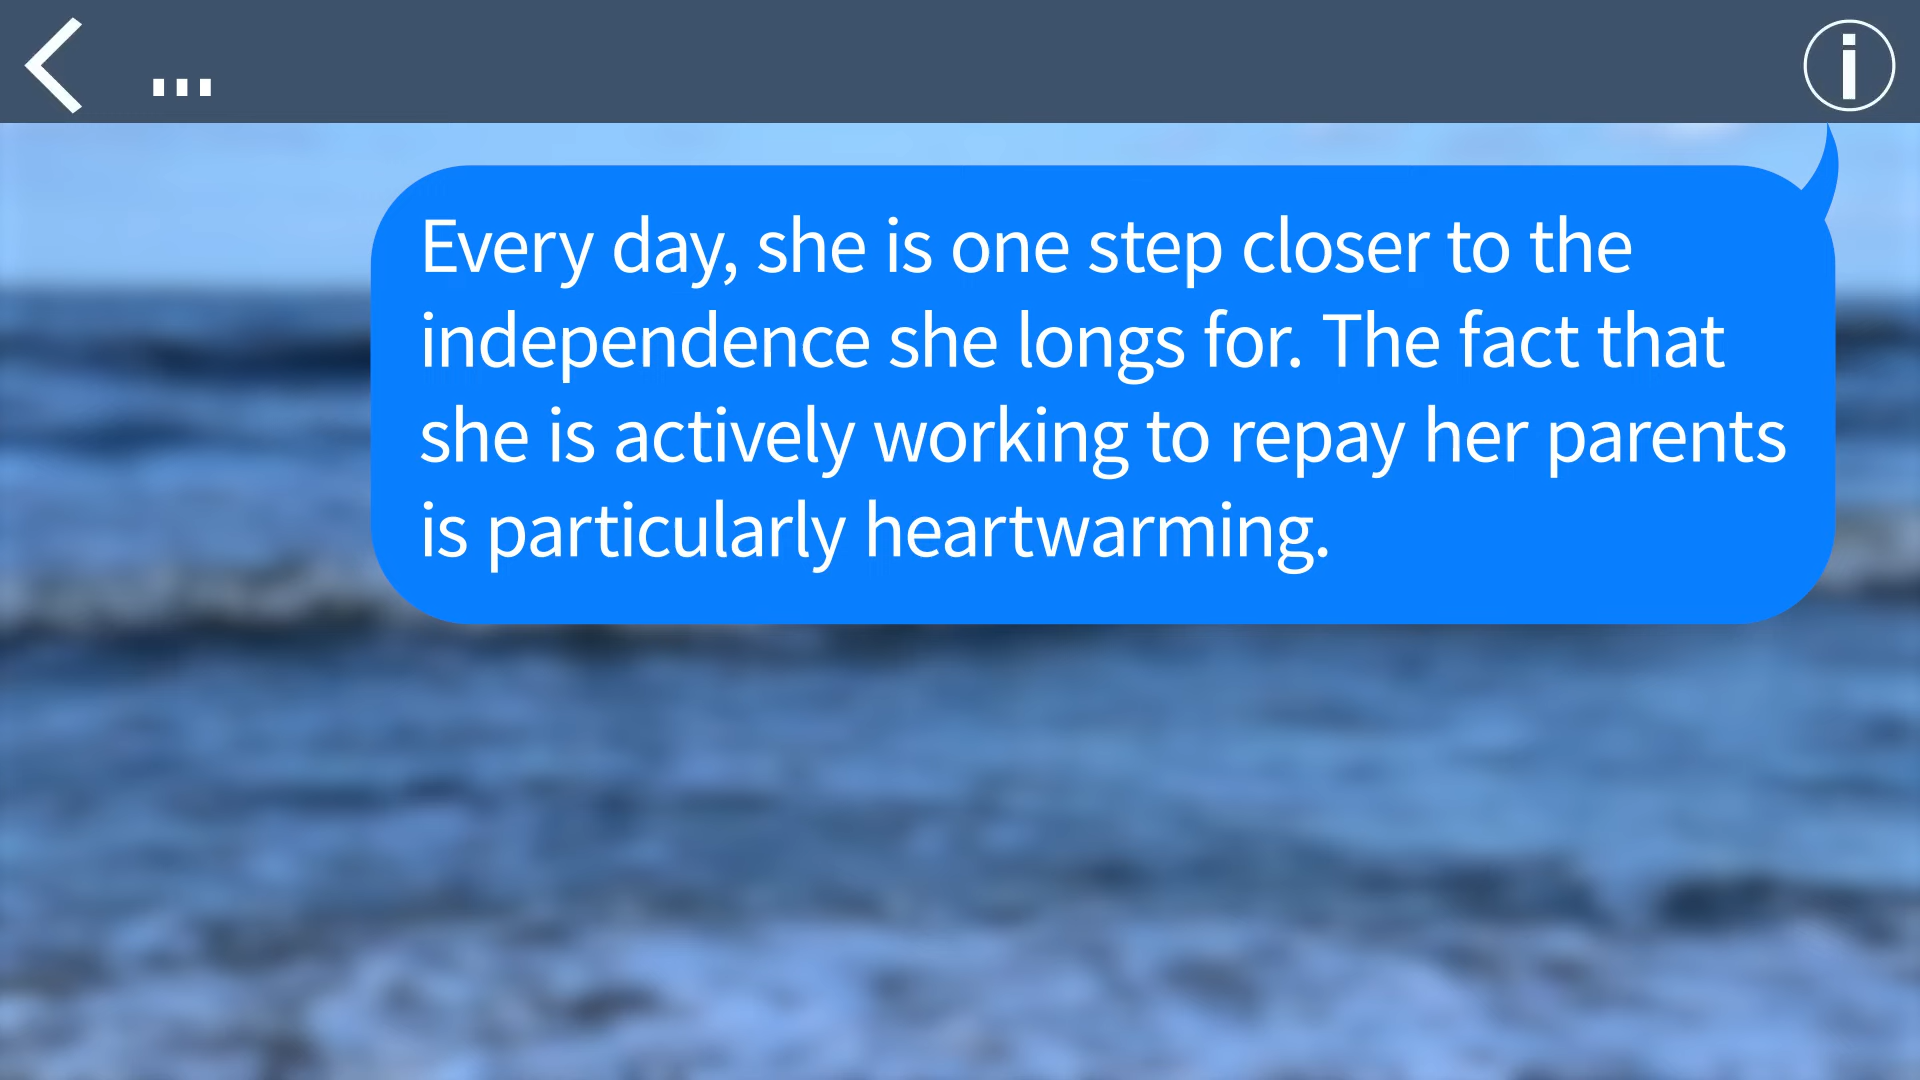 ...
Every day, she is one step closer to the
independence she longs for. The fact that
she is actively working to repay her parents
is particularly heartwarming.